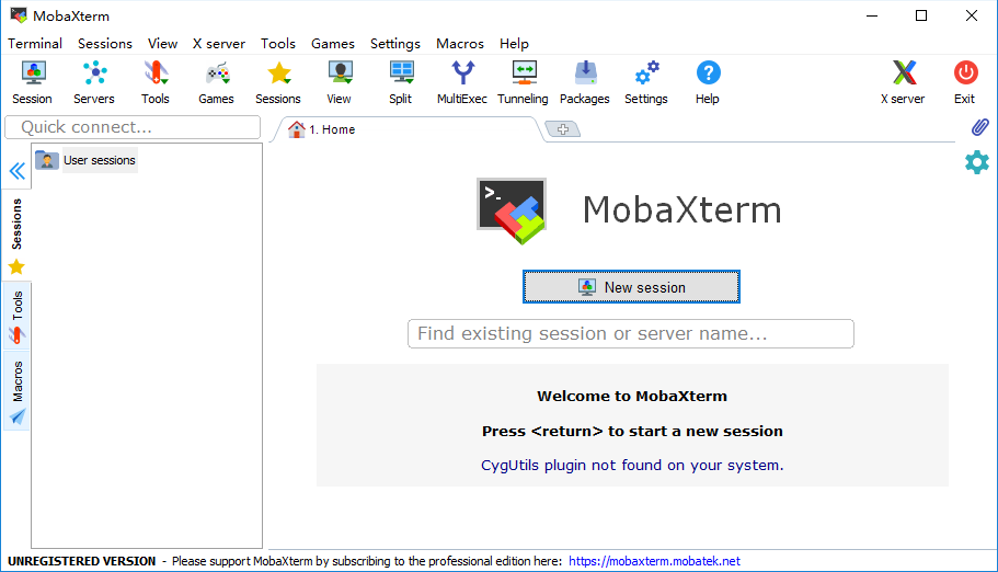 MobaXterm
Terminal Sessions View X server Tools Games Settings Macros Help
Session Servers Tools Games Sessions View Split MultiExec Tunneling Packages Settings Help X server Exit
Quick connect...
1. Home
User sessions
Sessions
Tools
Macros
>_
MobaXterm
New session
Find existing session or server name...
Welcome to MobaXterm
Press <return> to start a new session
CygUtils plugin not found on your system.
UNREGISTERED VERSION - Please support MobaXterm by subscribing to the professional edition here: https://mobaxterm.mobatek.net